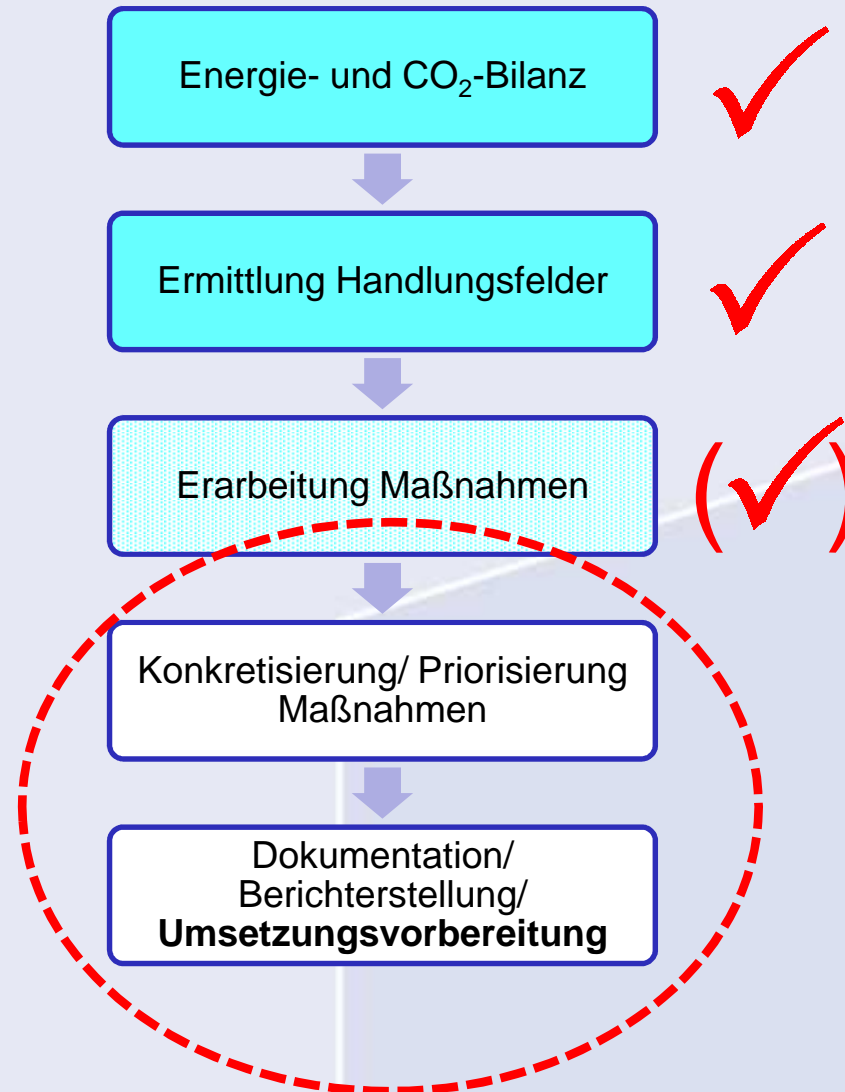 Energie- und CO₂-Bilanz
Ermittlung Handlungsfelder
Erarbeitung Maßnahmen
Konkretisierung/ Priorisierung
Maßnahmen
Dokumentation/
Berichterstellung/
Umsetzungsvorbereitung